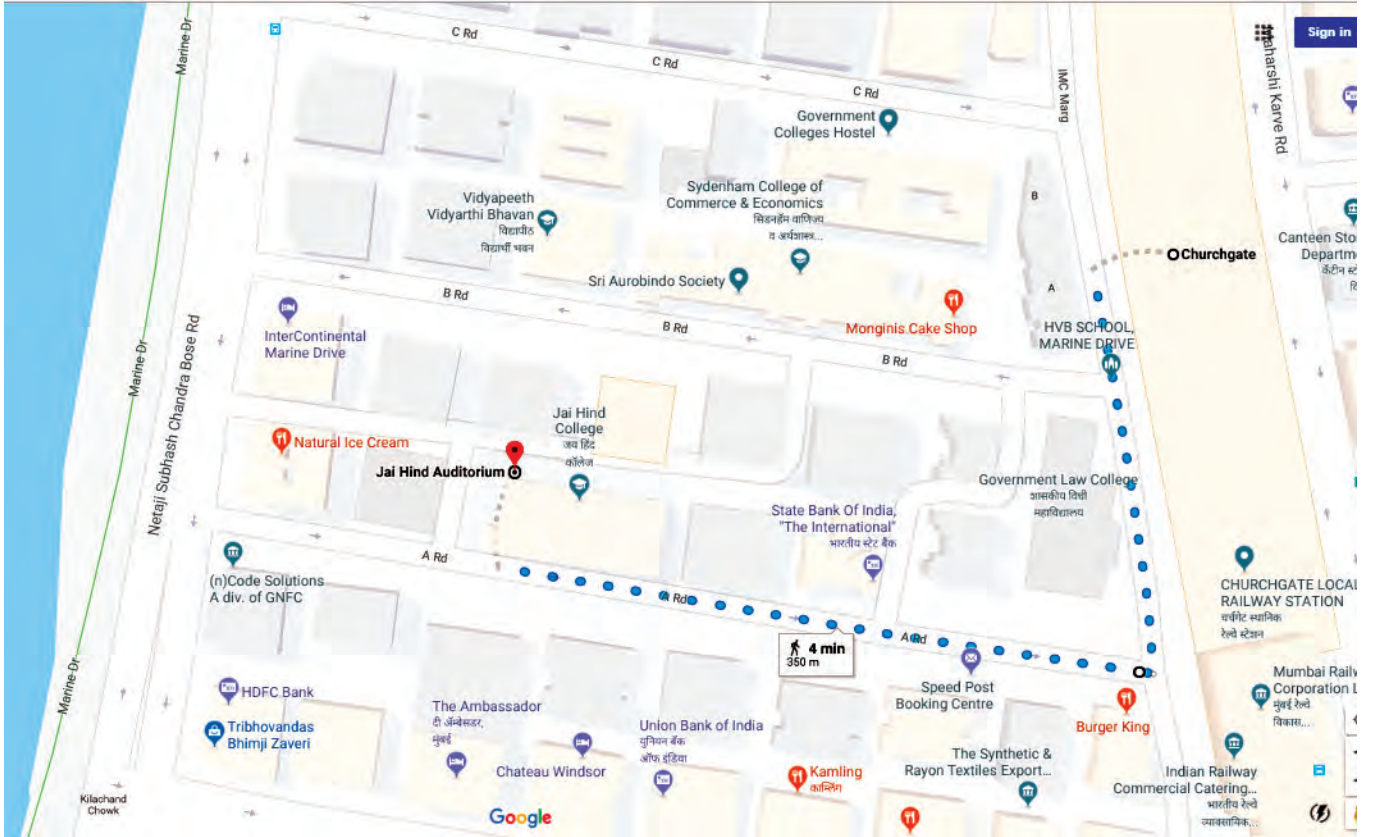 Marine Dr
C Rd
C Rd
C Rd
IMC Marg
Maharshi Karve Rd
Sign in
Government
Colleges Hostel
Sydenham College of
Commerce & Economics
सिडनहॅम वाणिज्य
व अर्थशास्त्र...
Vidyapeeth
Vidyarthi Bhavan
विद्यापीठ
विद्यार्थी भवन
B
A
Churchgate
Canteen Sto
Departme
Sri Aurobindo Society
B Rd
B Rd
B Rd
Monginis Cake Shop
HVB SCHOOL,
MARINE DRIVE
InterContinental
Marine Drive
Marine Dr
Netaji Subhash Chandra Bose Rd
Natural Ice Cream
Jai Hind
College
जय हिंद
कॉलेज
Jai Hind Auditorium
Government Law College
शासकीय विधी
महाविद्यालय
State Bank Of India,
"The International"
भारतीय स्टेट बैंक
A Rd
A Rd
A Rd
(n)Code Solutions
A div. of GNFC
CHURCHGATE LOCAL
RAILWAY STATION
चर्चगेट स्थानिक
रेल्वे स्टेशन
4 min
350 m
Marine Dr
HDFC Bank
Tribhovandas
Bhimji Zaveri
The Ambassador
दी ॲम्बेसडर,
मुंबई
Chateau Windsor
Union Bank of India
युनियन बँक
ऑफ इंडिया
Speed Post
Booking Centre
Burger King
Mumbai Railw
Corporation L
मुंबई रेल्वे
विकास...
Kamling
कामलिंग
The Synthetic &
Rayon Textiles Export...
Indian Railway
Commercial Catering...
भारतीय रेल्वे
व्यावसायिक...
Kilachand
Chowk
Google